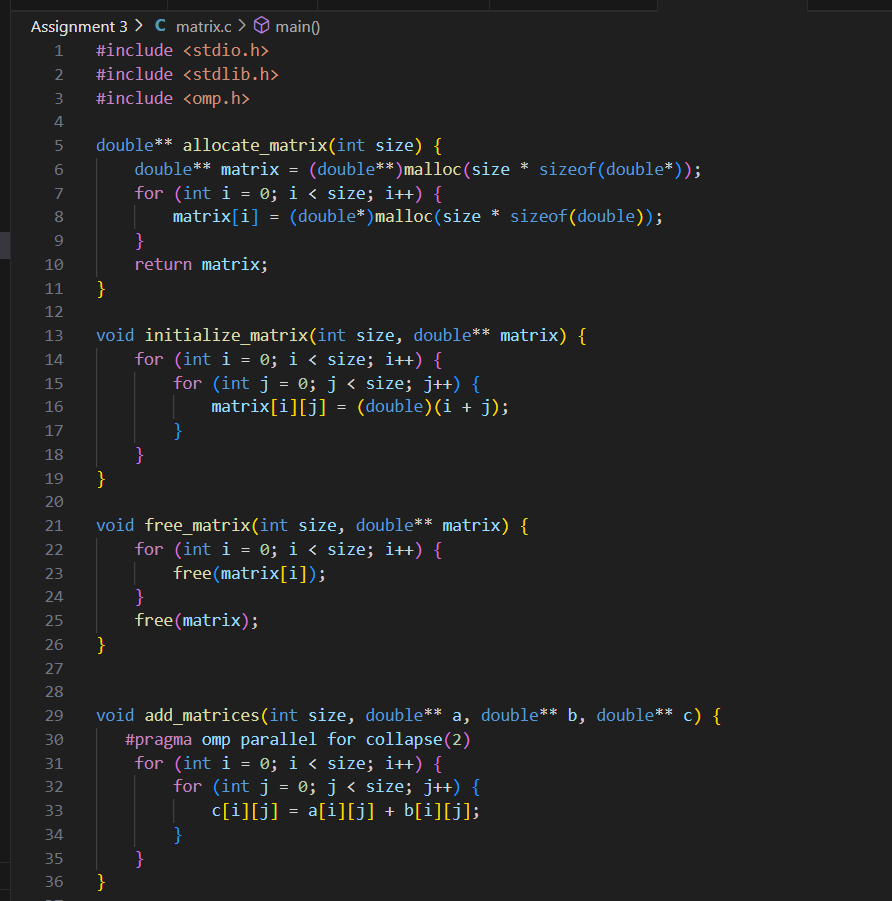 Assignment 3 > C matrix.c > main()
1 #include <stdio.h>
2 #include <stdlib.h>
3 #include <omp.h>
4
5 double** allocate_matrix(int size) {
6     double** matrix = (double**)malloc(size * sizeof(double*));
7     for (int i = 0; i < size; i++) {
8         matrix[i] = (double*)malloc(size * sizeof(double));
9     }
10     return matrix;
11 }
12
13 void initialize_matrix(int size, double** matrix) {
14     for (int i = 0; i < size; i++) {
15         for (int j = 0; j < size; j++) {
16             matrix[i][j] = (double)(i + j);
17         }
18     }
19 }
20
21 void free_matrix(int size, double** matrix) {
22     for (int i = 0; i < size; i++) {
23         free(matrix[i]);
24     }
25     free(matrix);
26 }
27
28
29 void add_matrices(int size, double** a, double** b, double** c) {
30    #pragma omp parallel for collapse(2)
31     for (int i = 0; i < size; i++) {
32         for (int j = 0; j < size; j++) {
33             c[i][j] = a[i][j] + b[i][j];
34         }
35     }
36 }